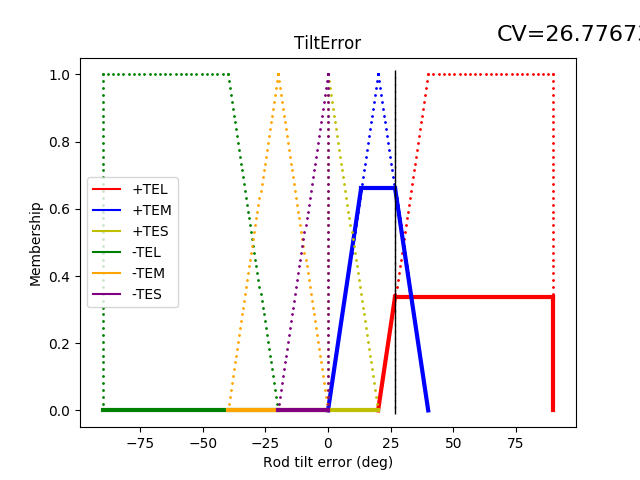 CV=26.7767
TiltError
1.0
0.8
0.6
0.4
0.2
0.0
Membership
+TEL
+TEM
+TES
-TEL
-TEM
-TES
−75
−50
−25
0
25
50
75
Rod tilt error (deg)